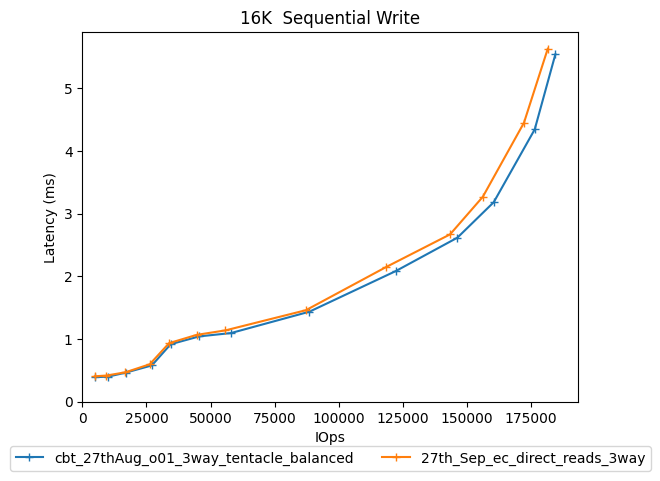 16K  Sequential Write
Latency (ms)
5
4
3
2
1
0
0 25000 50000 75000 100000 125000 150000 175000
IOps
cbt_27thAug_o01_3way_tentacle_balanced 27th_Sep_ec_direct_reads_3way